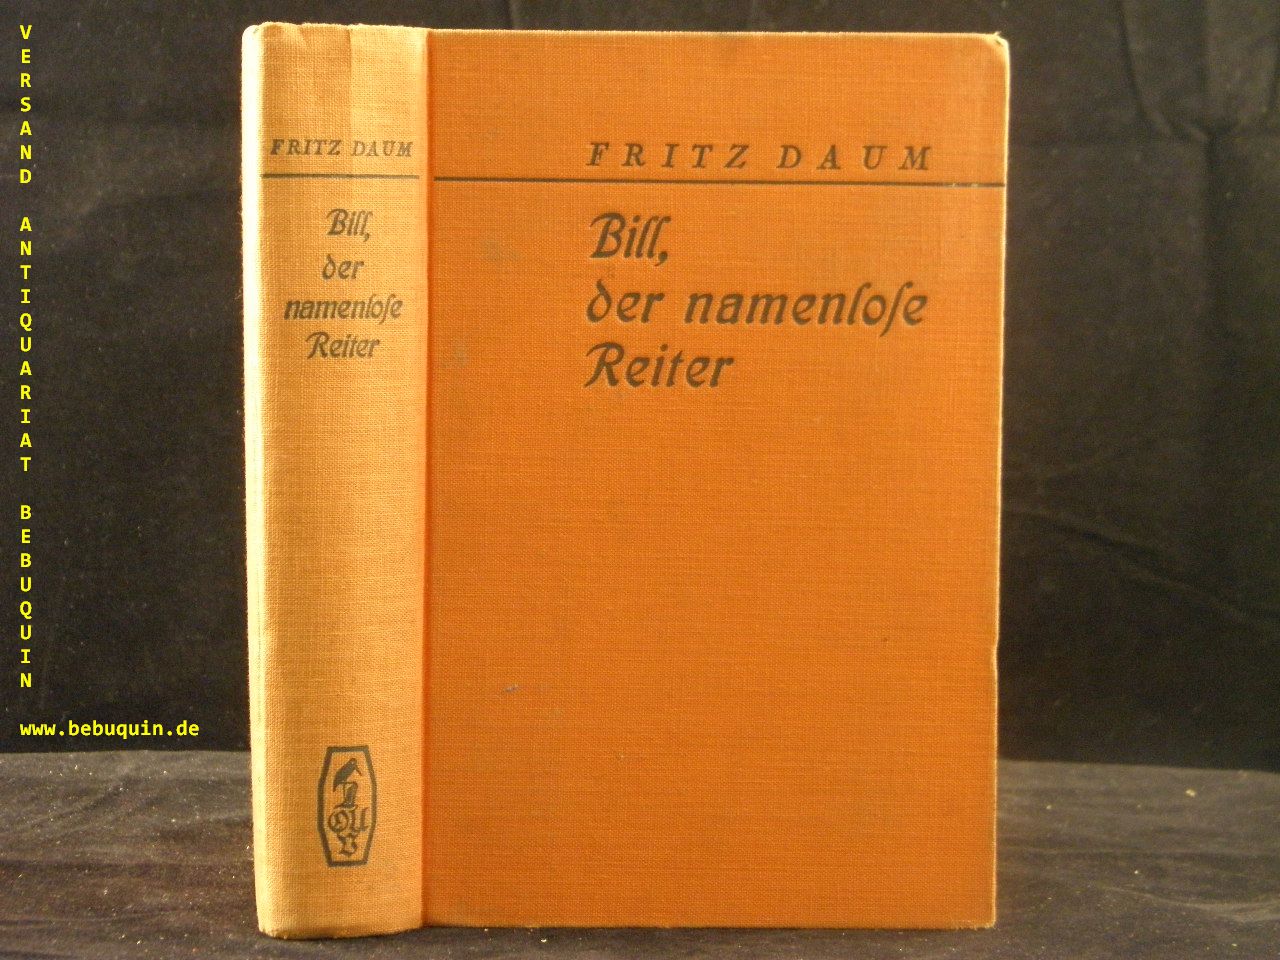 VERSAND ANTIQUARIAT BEBUQUIN
www.bebuquin.de
FRITZ DAUM
Bill,
der
namenloſe
Reiter
FRITZ DAUM
Bill,
der namenloſe
Reiter